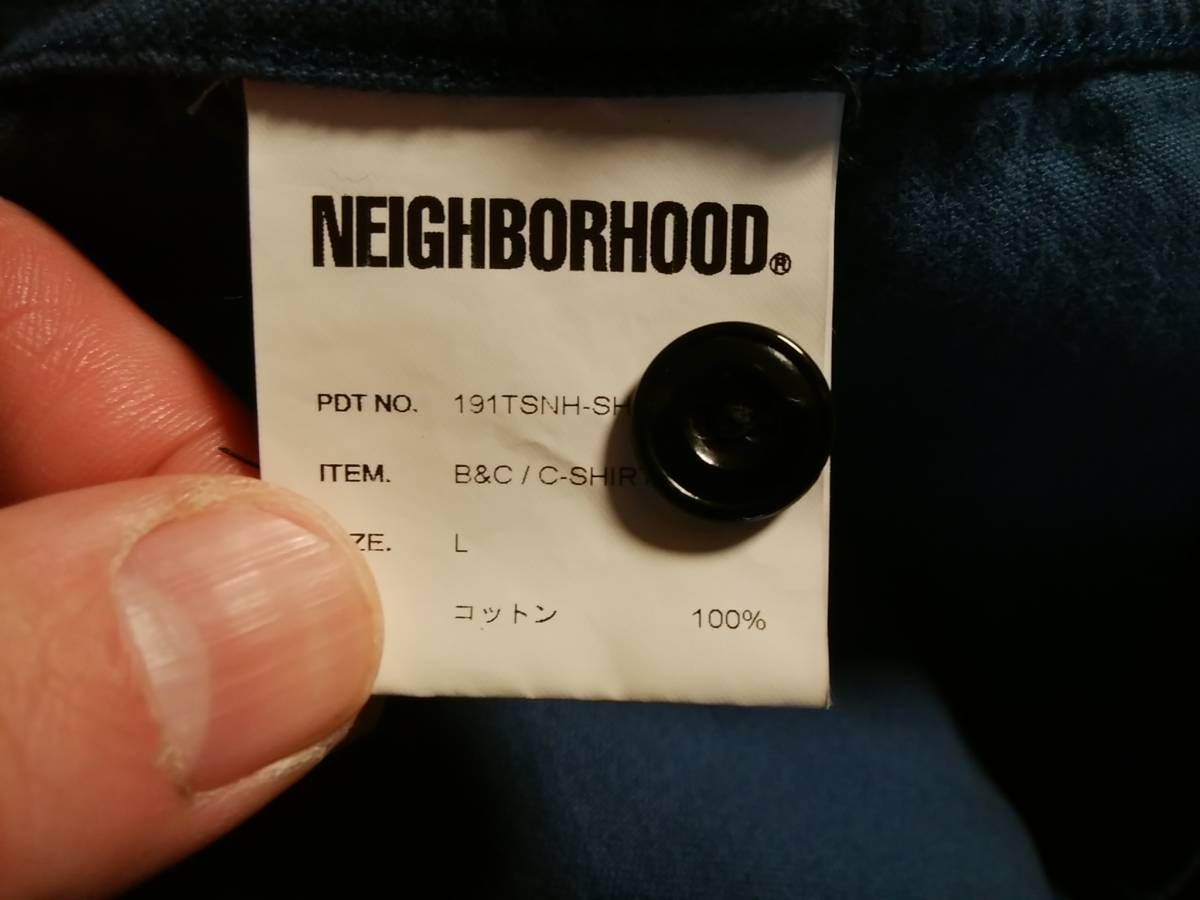 NEIGHBORHOOD®
PDT NO. 191TSNH-SH
ITEM. B&C / C-SHIR
ZE. L
コットン 100%